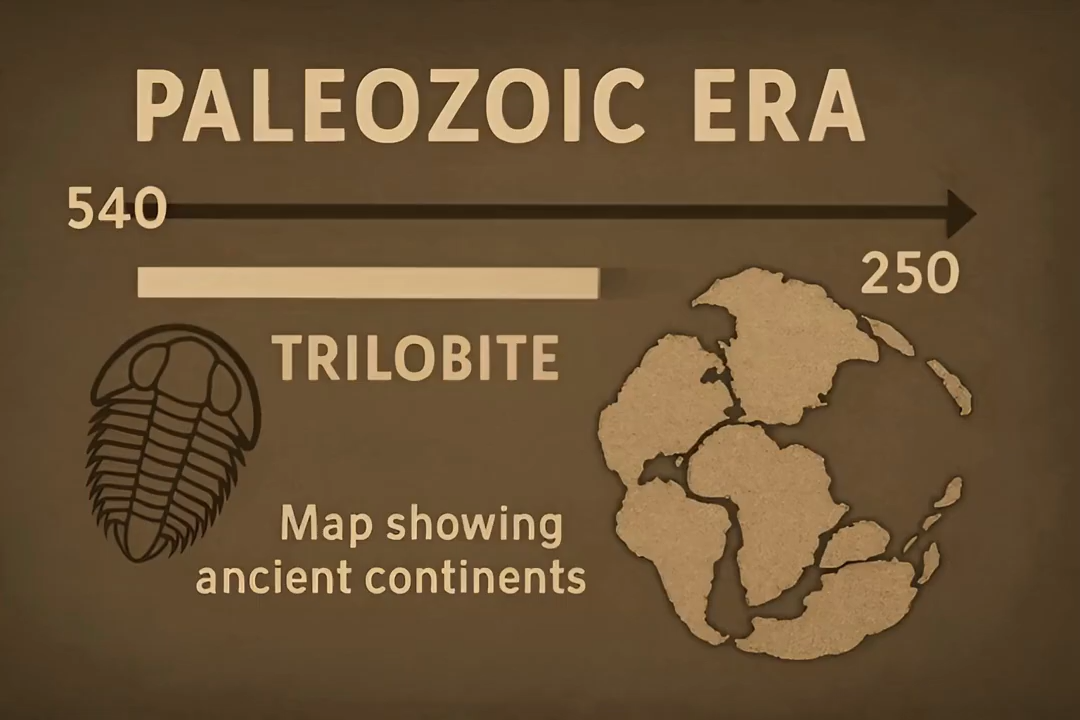 PALEOZOIC ERA
540
250
TRILOBITE
Map showing
ancient continents